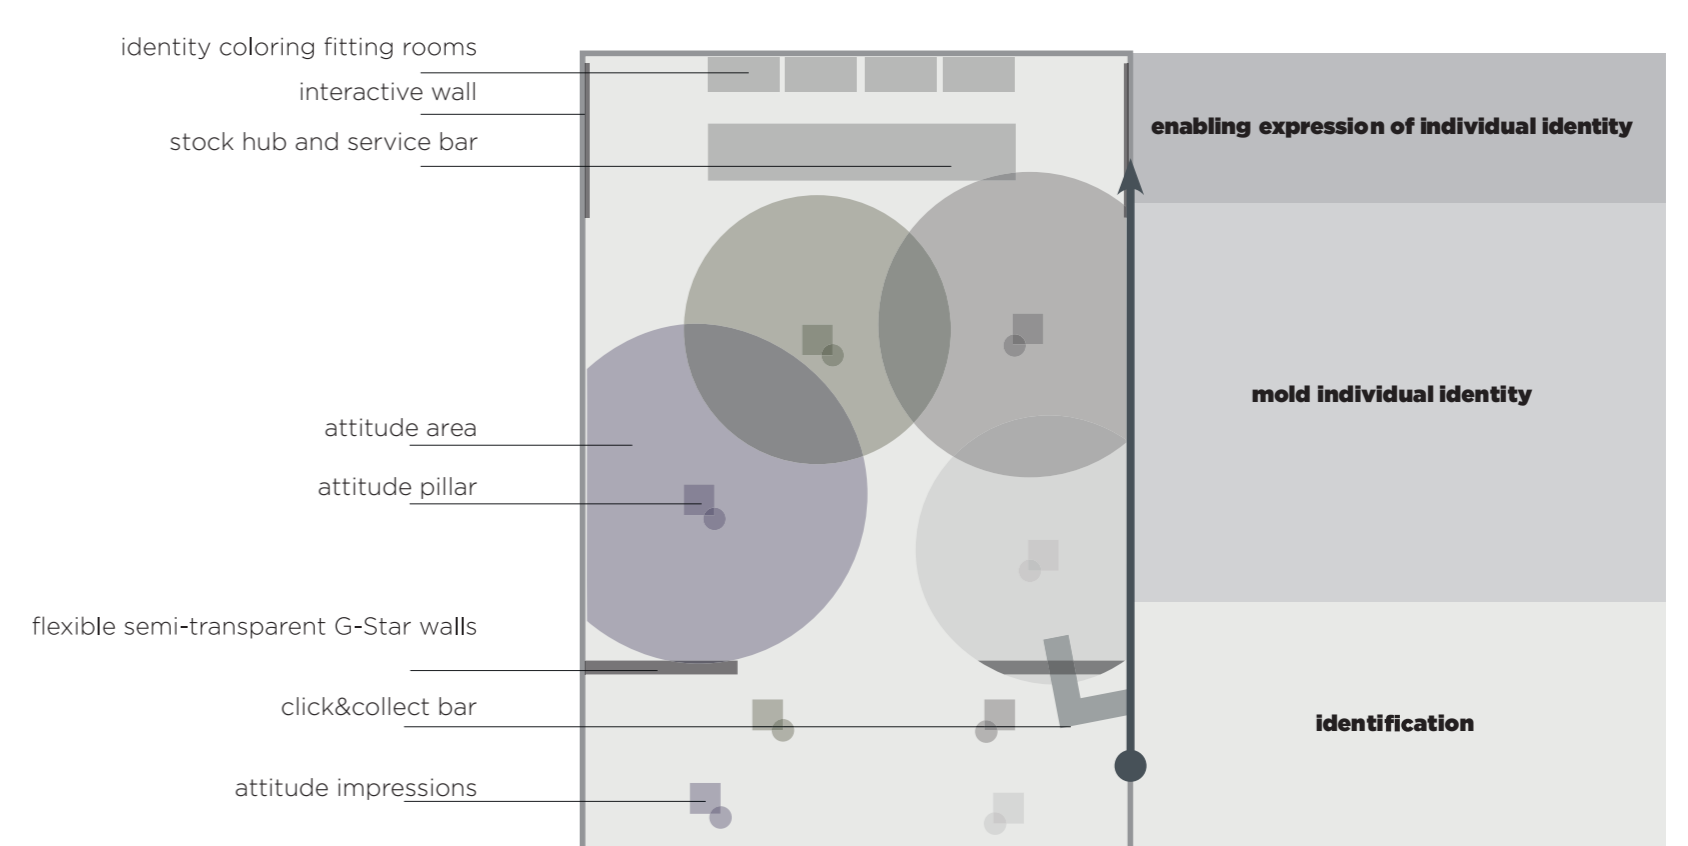 identity coloring fitting rooms
interactive wall
stock hub and service bar
enabling expression of individual identity
mold individual identity
attitude area
attitude pillar
flexible semi-transparent G-Star walls
click&collect bar
identification
attitude impressions